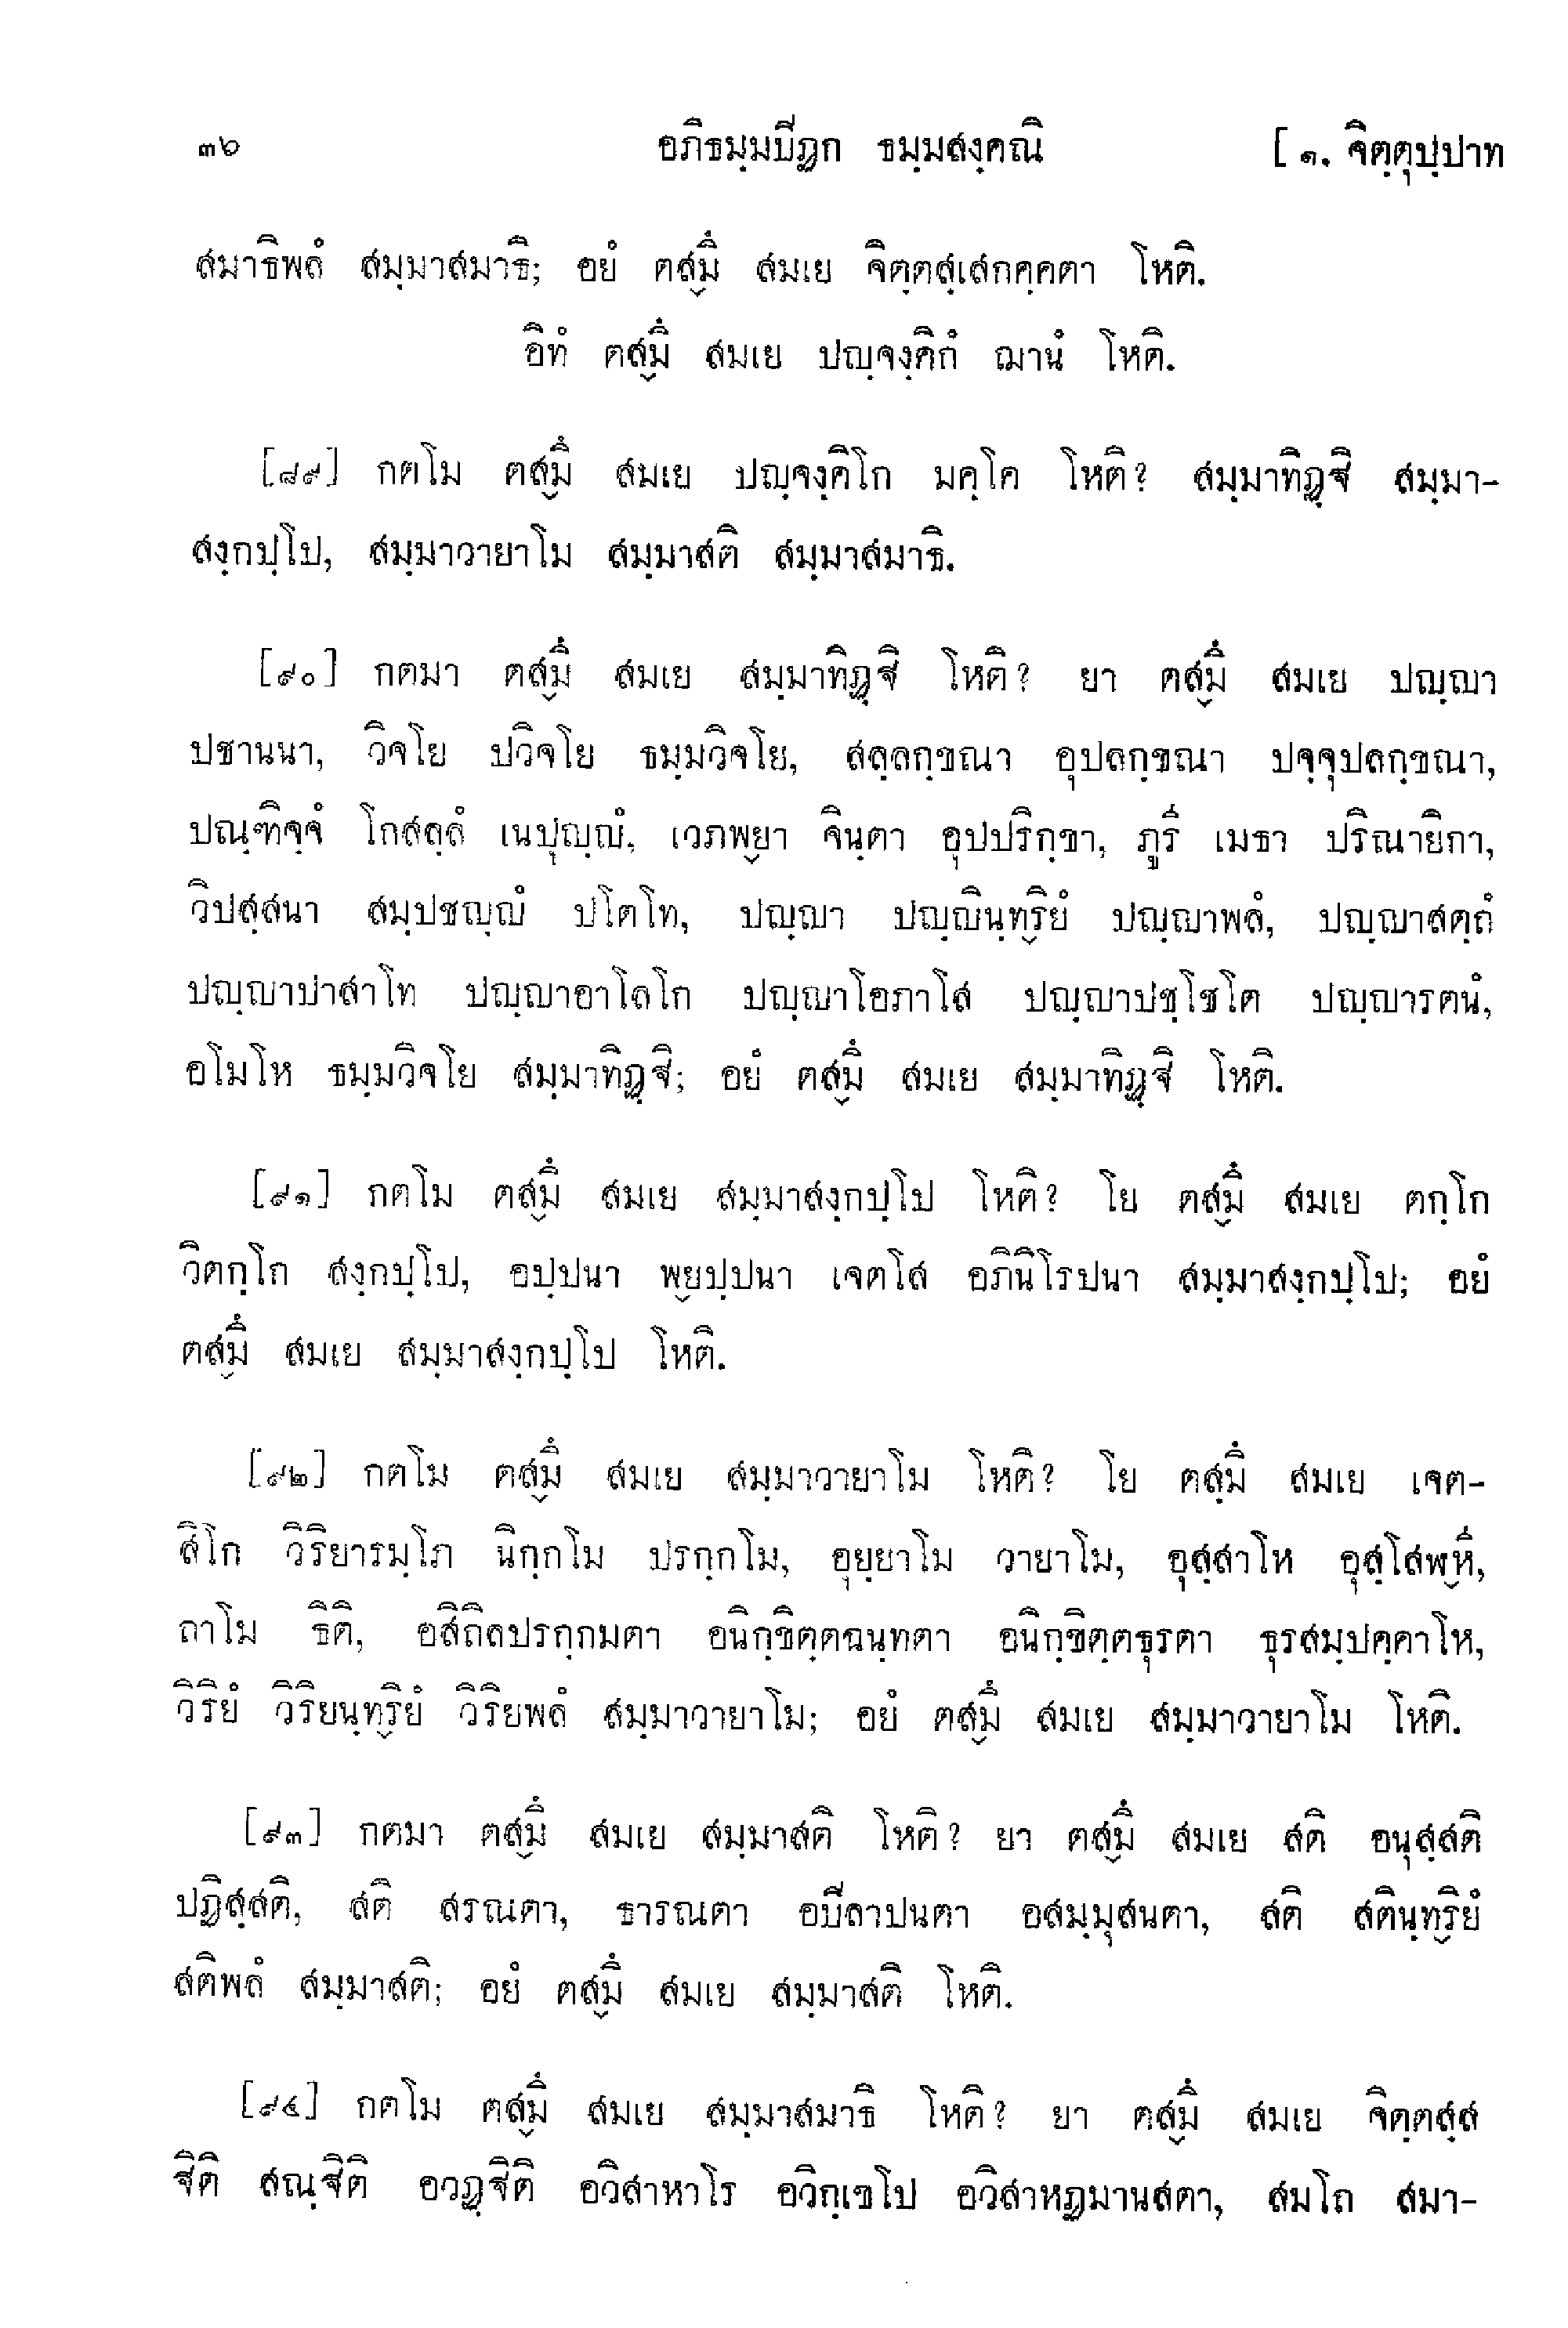 ๓๖ อภิธมฺมปีฏก ธมฺมสงฺคณิ [ ๑. จิตฺตุปฺปาท
สมาธิพลํ สมฺมาสมาธิ; อยํ ตสฺมึ สมเย จิตฺตสฺเสกคฺคตา โหติ.
อิทํ ตสฺมึ สมเย ปญฺจงฺคิกํ ฌานํ โหติ.
[๘๙] กตโม ตสฺมึ สมเย ปญฺจงฺคิโก มคฺโค โหติ? สมฺมาทิฏฺฐิ สมฺมา-
สงฺกปฺโป, สมฺมาวายาโม สมฺมาสติ สมฺมาสมาธิ.
[๙๐] กตมา ตสฺมึ สมเย สมฺมาทิฏฺฐิ โหติ? ยา ตสฺมึ สมเย ปญฺญา
ปชานนา, วิจโย ปวิจโย ธมฺมวิจโย, สลฺลกฺขณา อุปลกฺขณา ปจฺจุปลกฺขณา,
ปณฺฑิจฺจํ โกสลฺลํ เนปุญฺญํ, เวภพฺยา จินฺตา อุปปริกฺขา, ภูรี เมธา ปริณายิกา,
วิปสฺสนา สมฺปชญฺญํ ปโตโท, ปญฺญา ปญฺญินฺทฺริยํ ปญฺญาพลํ, ปญฺญาสตฺถํ
ปญฺญาปาสาโท ปญฺญาอาโลโก ปญฺญาโอภาโส ปญฺญาปชฺโชโต ปญฺญารตนํ,
อโมโห ธมฺมวิจโย สมฺมาทิฏฺฐิ; อยํ ตสฺมึ สมเย สมฺมาทิฏฺฐิ โหติ.
[๙๑] กตโม ตสฺมึ สมเย สมฺมาสงฺกปฺโป โหติ? โย ตสฺมึ สมเย ตกฺโก
วิตกฺโก สงฺกปฺโป, อปฺปนา พฺยปฺปนา เจตโส อภินิโรปนา สมฺมาสงฺกปฺโป; อยํ
ตสฺมึ สมเย สมฺมาสงฺกปฺโป โหติ.
[๙๒] กตโม ตสฺมึ สมเย สมฺมาวายาโม โหติ? โย ตสฺมึ สมเย เจต-
สิโก วิริยารมฺโภ นิกฺกโม ปรกฺกโม, อุยฺยาโม วายาโม, อุสฺสาโห อุสฺโสฬฺหี,
ถาโม ธิติ, อสิถิลปรกฺกมตา อนิกฺขิตฺตฉนฺทตา อนิกฺขิตฺตธุรตา ธุรสมฺปคฺคาโห,
วิริยํ วิริยนฺทฺริยํ วิริยพลํ สมฺมาวายาโม; อยํ ตสฺมึ สมเย สมฺมาวายาโม โหติ.
[๙๓] กตมา ตสฺมึ สมเย สมฺมาสติ โหติ? ยา ตสฺมึ สมเย สติ อนุสฺสติ
ปฏิสฺสติ, สติ สรณตา, ธารณตา อปีลาปนตา อสมฺมุสนตา, สติ สตินฺทฺริยํ
สติพลํ สมฺมาสติ; อยํ ตสฺมึ สมเย สมฺมาสติ โหติ.
[๙๔] กตโม ตสฺมึ สมเย สมฺมาสมาธิ โหติ? ยา ตสฺมึ สมเย จิตฺตสฺส
ฐิติ สณฺฐิติ อวฏฺฐิติ อวิสาหาโร อวิกฺเขโป อวิสาหฏมานสตา, สมโถ สมา-